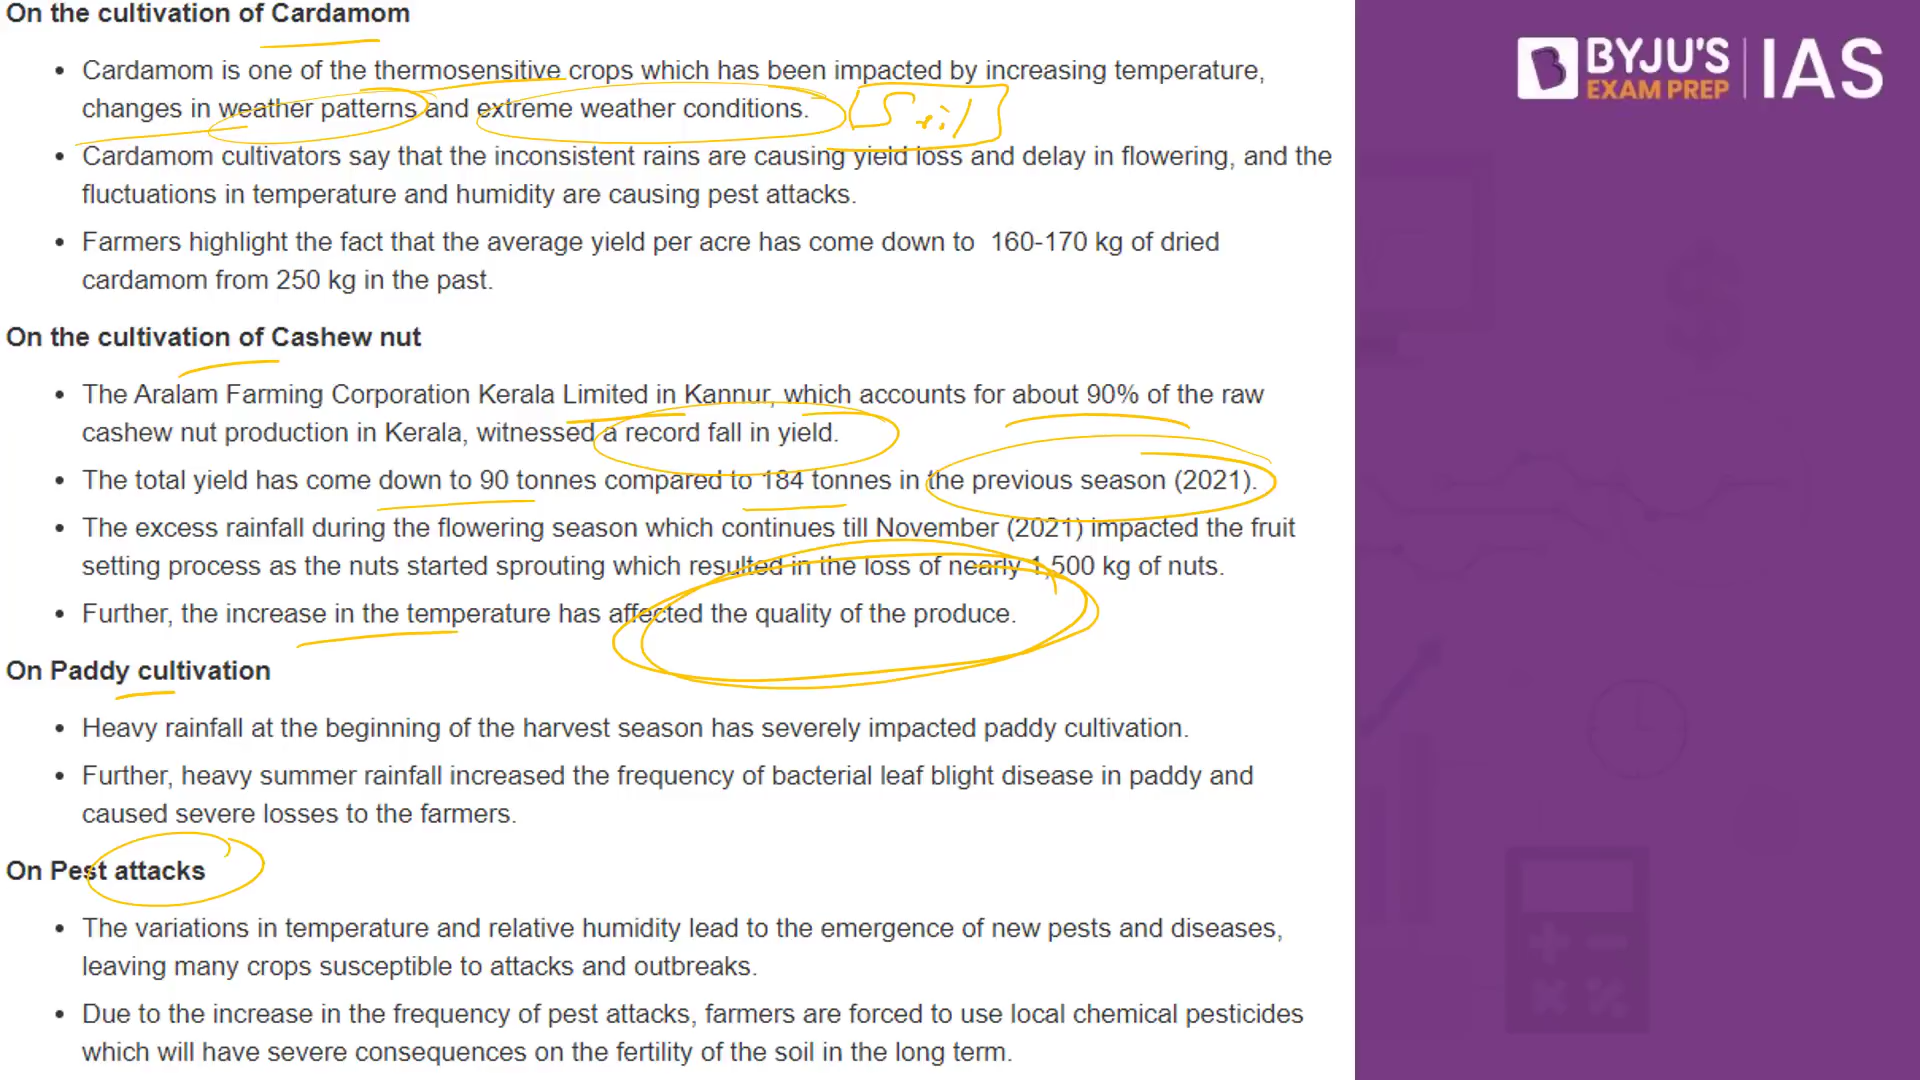 On the cultivation of Cardamom
• Cardamom is one of the thermosensitive crops which has been impacted by increasing temperature,
changes in weather patterns and extreme weather conditions. Soil
• Cardamom cultivators say that the inconsistent rains are causing yield loss and delay in flowering, and the
fluctuations in temperature and humidity are causing pest attacks.
• Farmers highlight the fact that the average yield per acre has come down to  160-170 kg of dried
cardamom from 250 kg in the past.
On the cultivation of Cashew nut
• The Aralam Farming Corporation Kerala Limited in Kannur, which accounts for about 90% of the raw
cashew nut production in Kerala, witnessed a record fall in yield.
• The total yield has come down to 90 tonnes compared to 184 tonnes in the previous season (2021).
• The excess rainfall during the flowering season which continues till November (2021) impacted the fruit
setting process as the nuts started sprouting which resulted in the loss of nearly 1,500 kg of nuts.
• Further, the increase in the temperature has affected the quality of the produce.
On Paddy cultivation
• Heavy rainfall at the beginning of the harvest season has severely impacted paddy cultivation.
• Further, heavy summer rainfall increased the frequency of bacterial leaf blight disease in paddy and
caused severe losses to the farmers.
On Pest attacks
• The variations in temperature and relative humidity lead to the emergence of new pests and diseases,
leaving many crops susceptible to attacks and outbreaks.
• Due to the increase in the frequency of pest attacks, farmers are forced to use local chemical pesticides
which will have severe consequences on the fertility of the soil in the long term.
BYJU'S
EXAM PREP
IAS